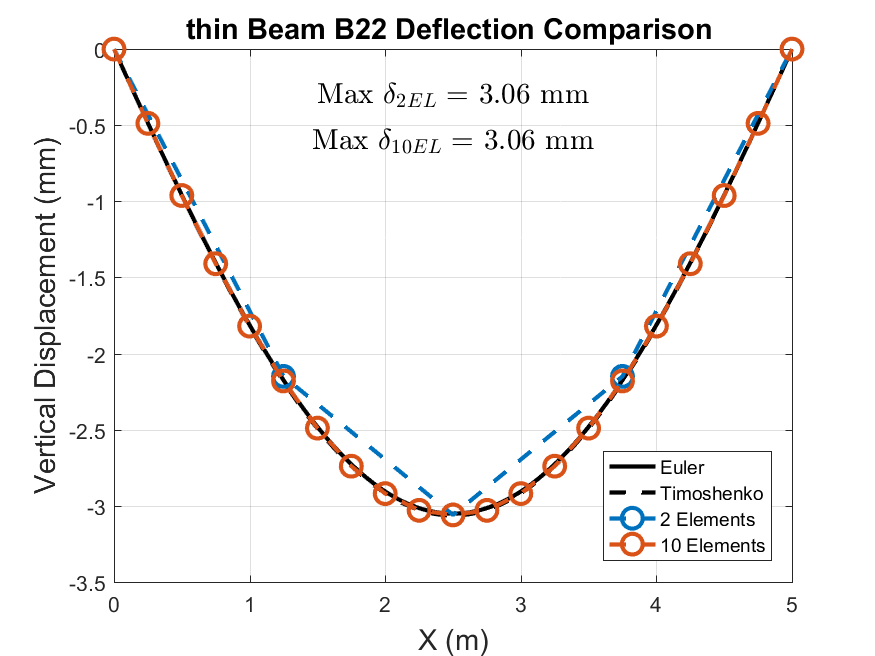 thin Beam B22 Deflection Comparison
Max δ2EL = 3.06 mm
Max δ10EL = 3.06 mm
Vertical Displacement (mm)
0
-0.5
-1
-1.5
-2
-2.5
-3
-3.5
Euler
Timoshenko
2 Elements
10 Elements
0 1 2 3 4 5
X (m)